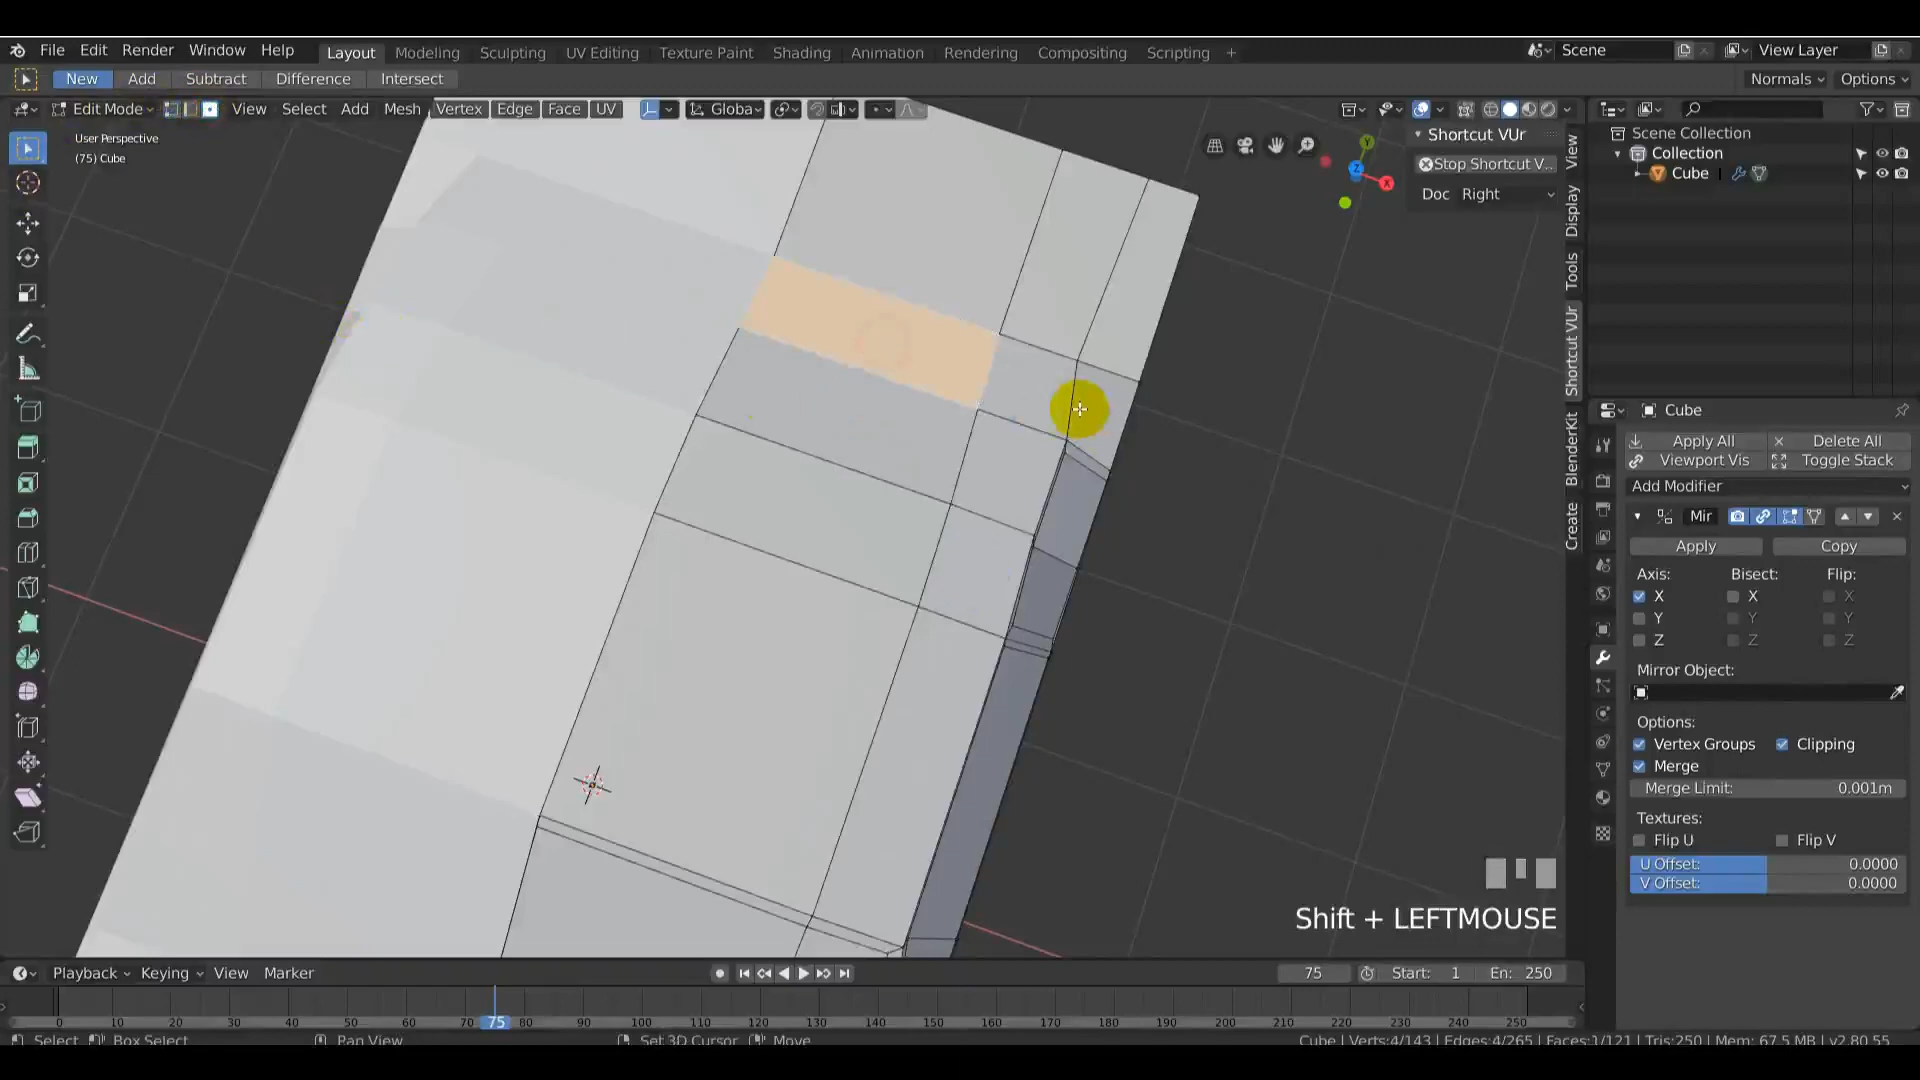 File Edit Render Window Help Layout Modeling Sculpting UV Editing Texture Paint Shading Animation Rendering Compositing Scripting + Scene View Layer
New Add Subtract Difference Intersect Normals Options
Edit Mode View Select Add Mesh Vertex Edge Face UV Globa
User Perspective
(75) Cube
Shortcut VUr
Stop Shortcut V..
Doc Right
View
Display
Tools
Shortcut VUr
BlenderKit
Create
Y
Z
X
Scene Collection
Collection
Cube
Cube
Apply All Delete All
Viewport Vis Toggle Stack
Add Modifier
Mir
Apply Copy
Axis: Bisect: Flip:
X X X
Y Y Y
Z Z Z
Mirror Object:
Options:
Vertex Groups Clipping
Merge
Merge Limit: 0.001m
Textures:
Flip U Flip V
U Offset: 0.0000
V Offset: 0.0000
Shift + LEFTMOUSE
Playback Keying View Marker 75 Start: 1 En: 250
0 10 20 30 40 50 60 70 75 80 90 100 110 120 130 140 150 160 170 180 190 200 210 220 230 240 250
Select Box Select Pan View Set 3D Cursor Move Cube | Verts:4/143 | Edges:4/265 | Faces:1/121 | Tris:250 | Mem: 67.5 MB | v2.80.55